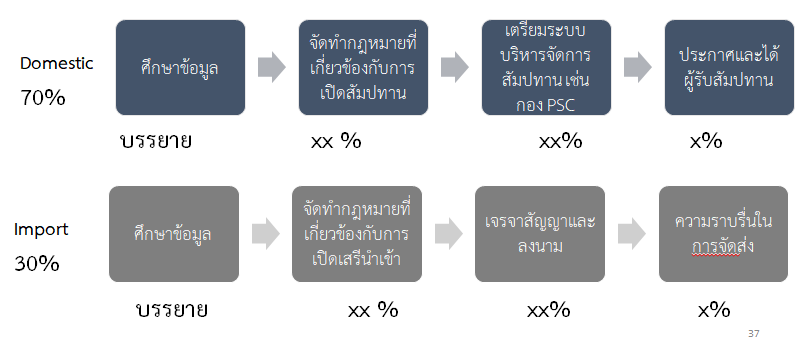 Domestic
70%
ศึกษาข้อมูล
จัดทำกฎหมายที่
เกี่ยวข้องกับการ
เปิดสัมปทาน
เตรียมระบบ
บริหารจัดการ
สัมปทาน เช่น
กอง PSC
ประกาศและได้
ผู้รับสัมปทาน
บรรยาย
xx %
xx%
x%
Import
30%
ศึกษาข้อมูล
จัดทำกฎหมายที่
เกี่ยวข้องกับการ
เปิดเสรีนำเข้า
เจรจาสัญญาและ
ลงนาม
ความราบรื่นใน
การจัดส่ง
บรรยาย
xx %
xx%
x%
37